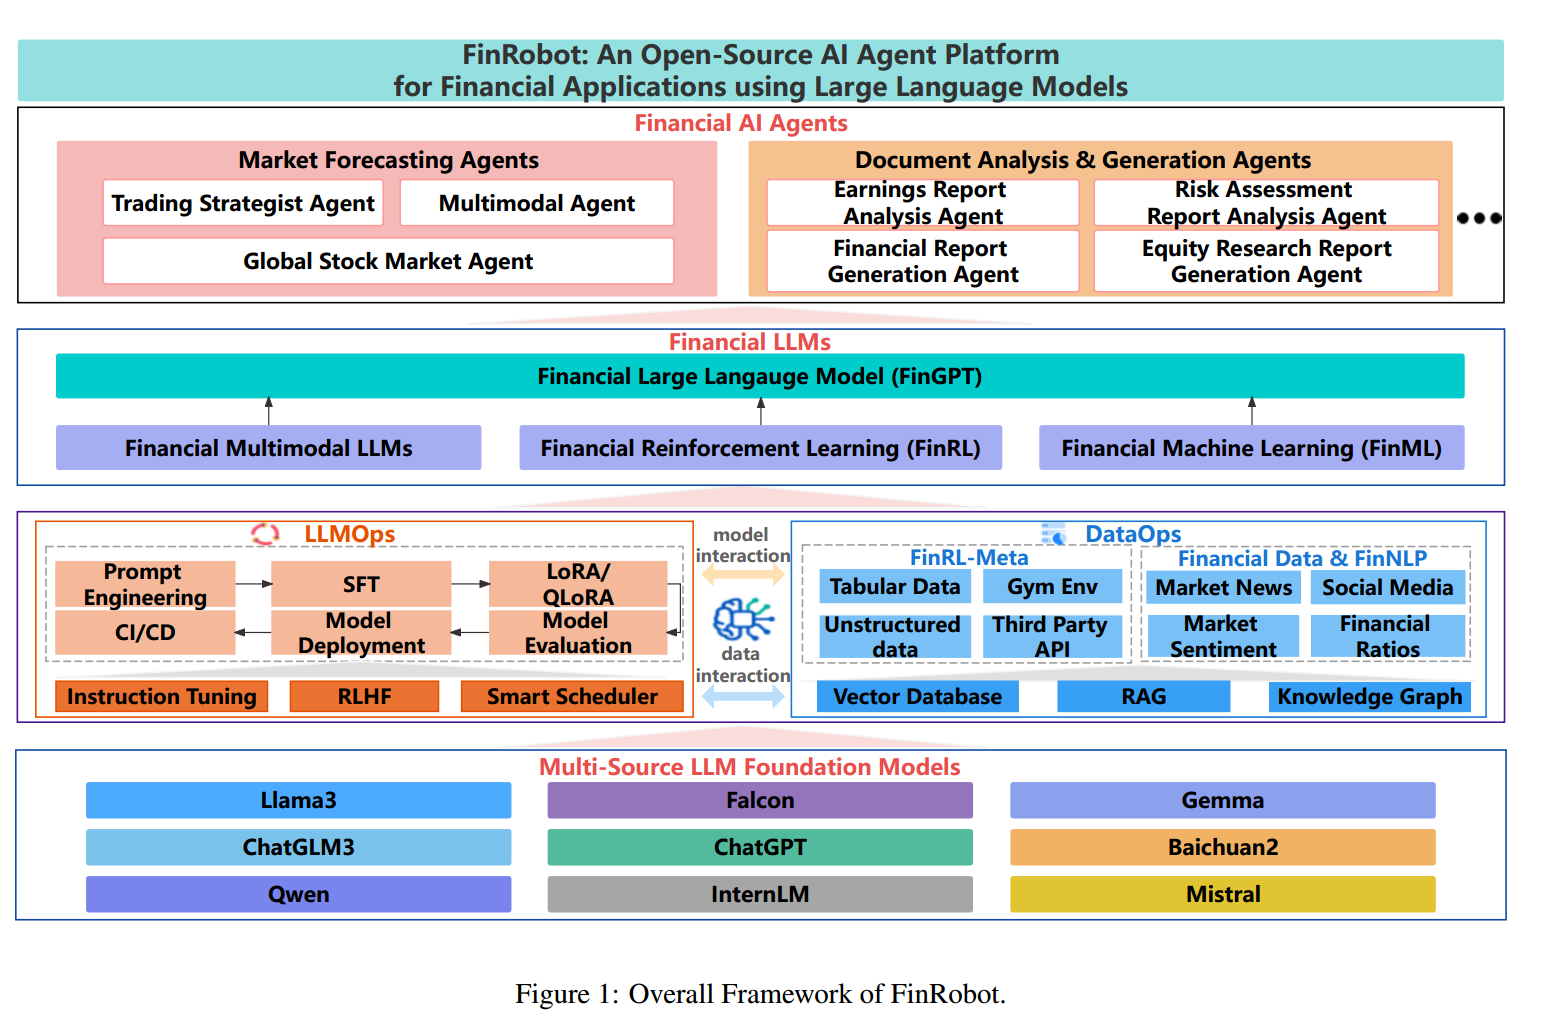 FinRobot: An Open-Source AI Agent Platform
for Financial Applications using Large Language Models
Financial AI Agents
Market Forecasting Agents
Trading Strategist Agent
Multimodal Agent
Global Stock Market Agent
Document Analysis & Generation Agents
Earnings Report
Analysis Agent
Risk Assessment
Report Analysis Agent
Financial Report
Generation Agent
Equity Research Report
Generation Agent
Financial LLMs
Financial Large Langauge Model (FinGPT)
Financial Multimodal LLMs
Financial Reinforcement Learning (FinRL)
Financial Machine Learning (FinML)
LLMOps
Prompt
Engineering
SFT
LoRA/
QLoRA
CI/CD
Model
Deployment
Model
Evaluation
Instruction Tuning
RLHF
Smart Scheduler
model
interaction
data
interaction
DataOps
FinRL-Meta
Tabular Data
Gym Env
Unstructured
data
Third Party
API
Financial Data & FinNLP
Market News
Social Media
Market
Sentiment
Financial
Ratios
Vector Database
RAG
Knowledge Graph
Multi-Source LLM Foundation Models
Llama3
Falcon
Gemma
ChatGLM3
ChatGPT
Baichuan2
Qwen
InternLM
Mistral
Figure 1: Overall Framework of FinRobot.